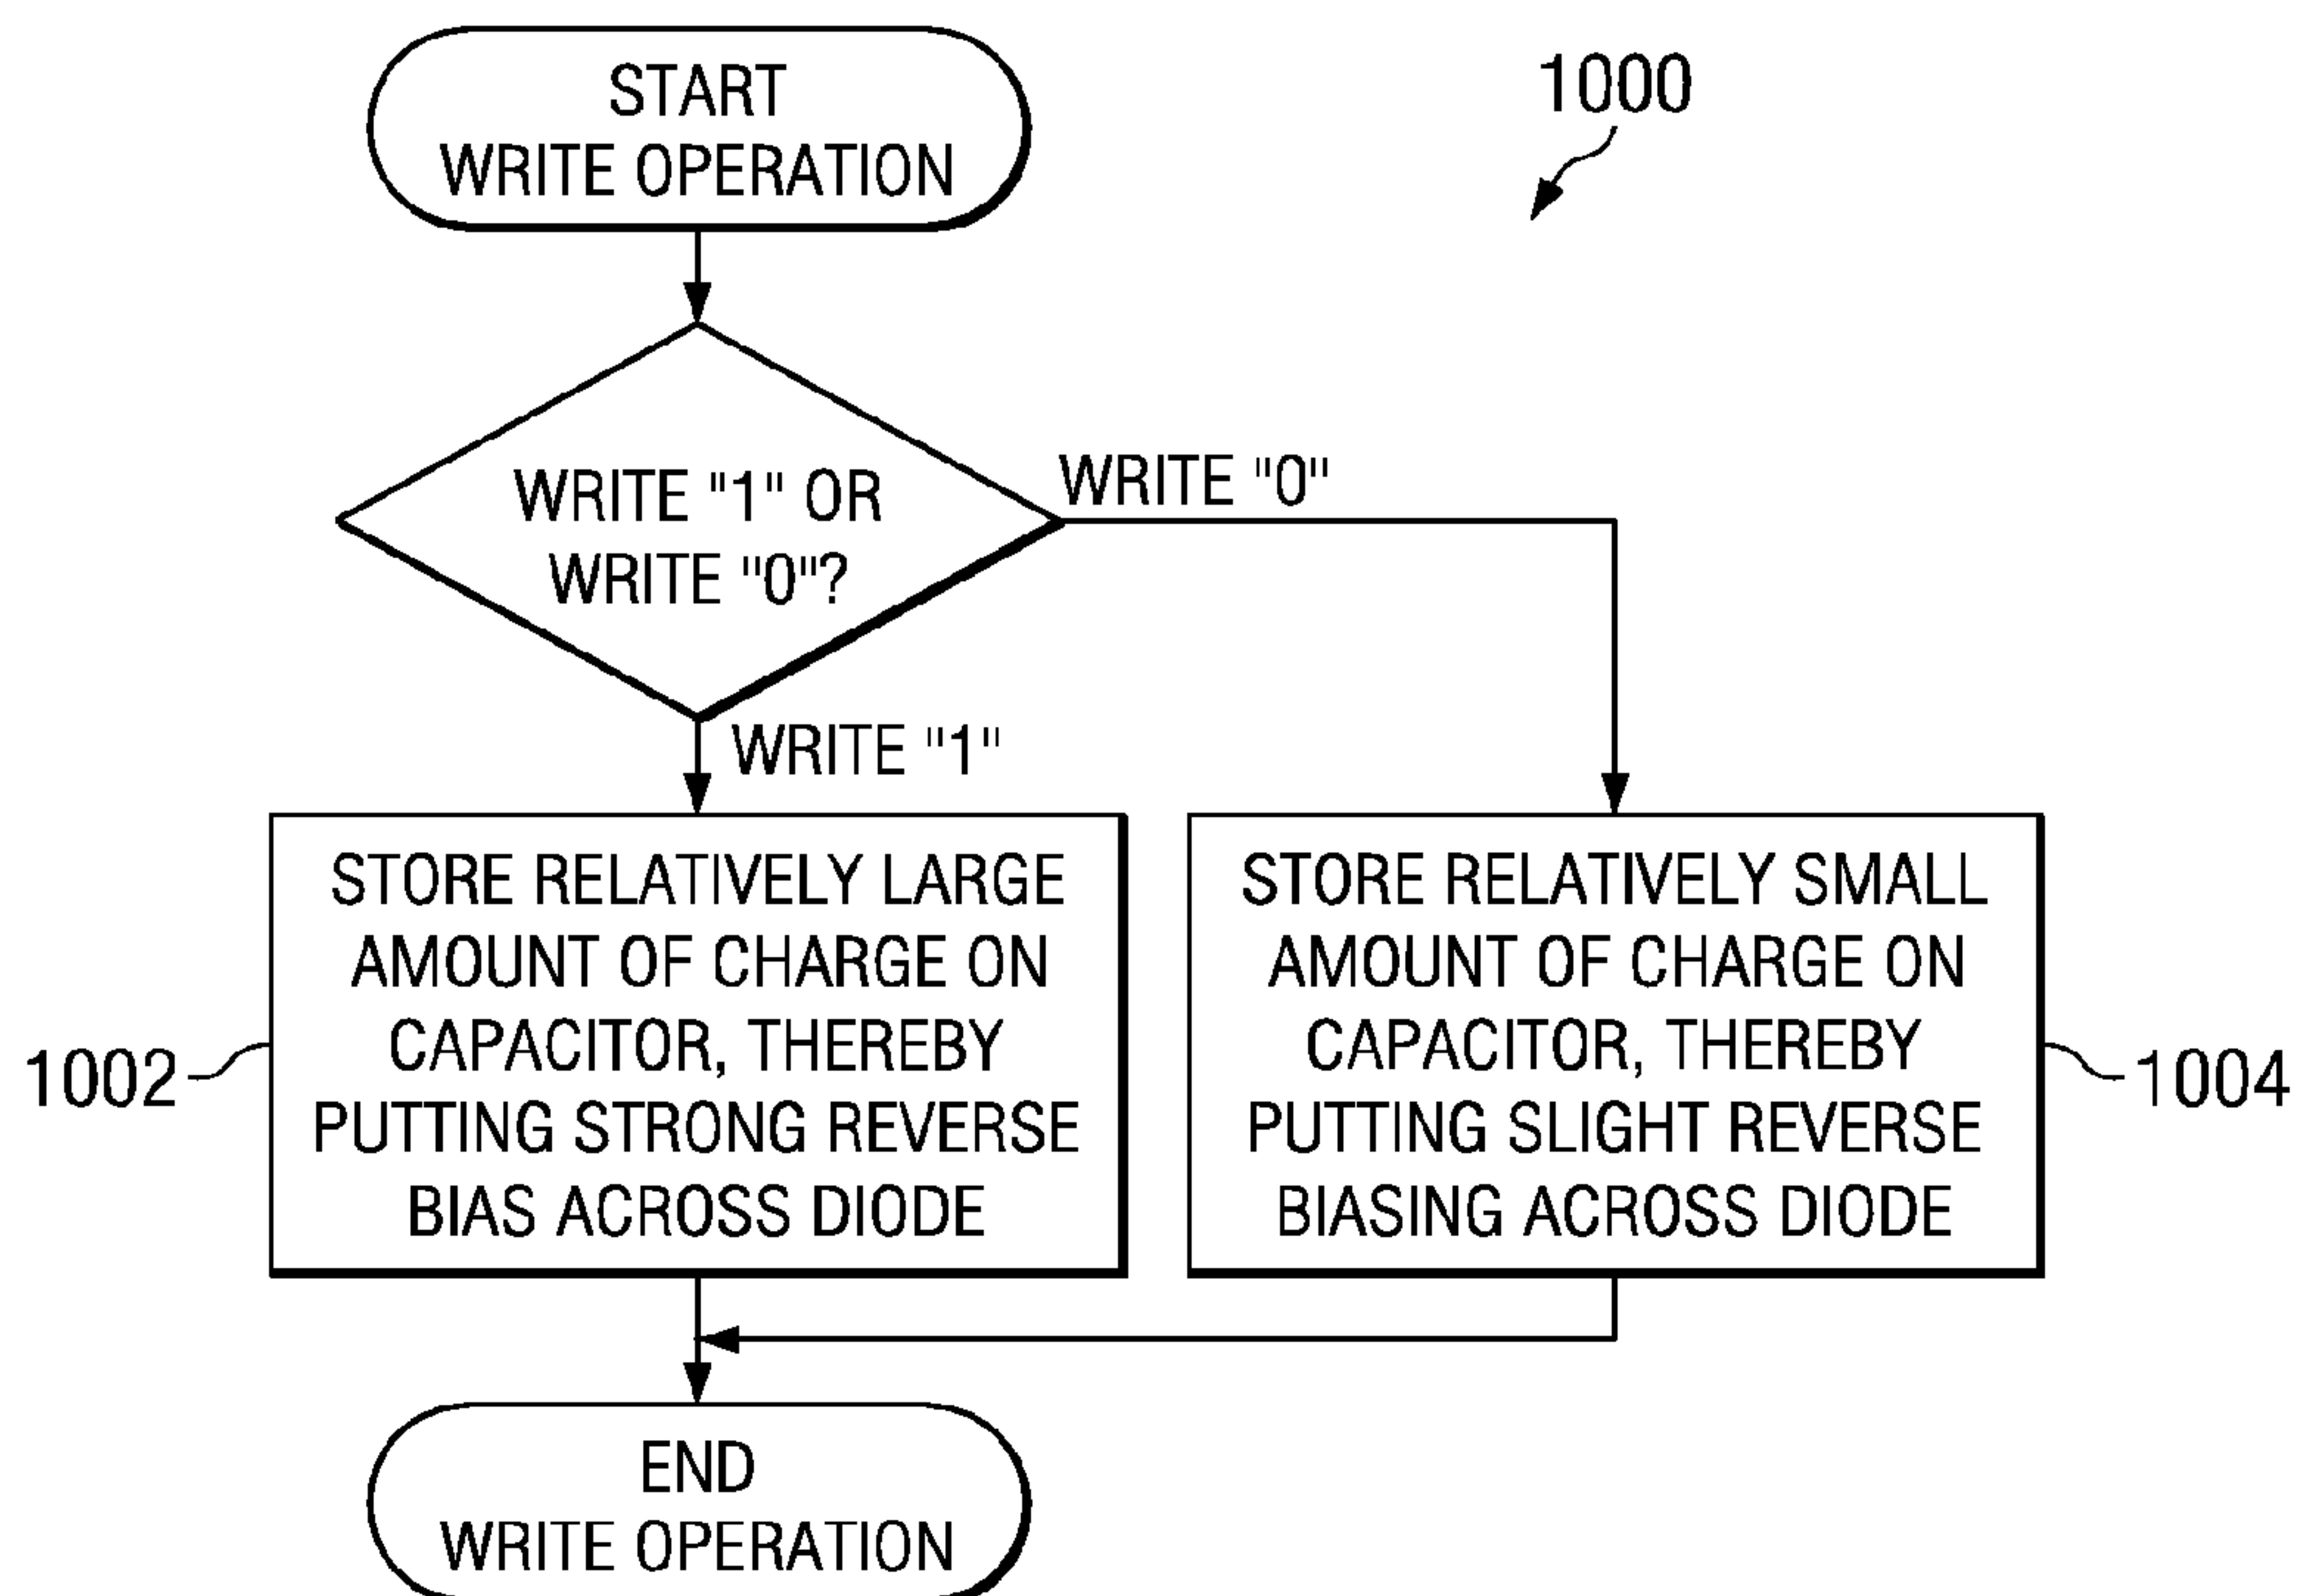 START
WRITE OPERATION
1000
WRITE "1" OR
WRITE "0"?
WRITE "0"
WRITE "1"
STORE RELATIVELY LARGE
AMOUNT OF CHARGE ON
CAPACITOR, THEREBY
PUTTING STRONG REVERSE
BIAS ACROSS DIODE
1002
STORE RELATIVELY SMALL
AMOUNT OF CHARGE ON
CAPACITOR, THEREBY
PUTTING SLIGHT REVERSE
BIASING ACROSS DIODE
1004
END
WRITE OPERATION